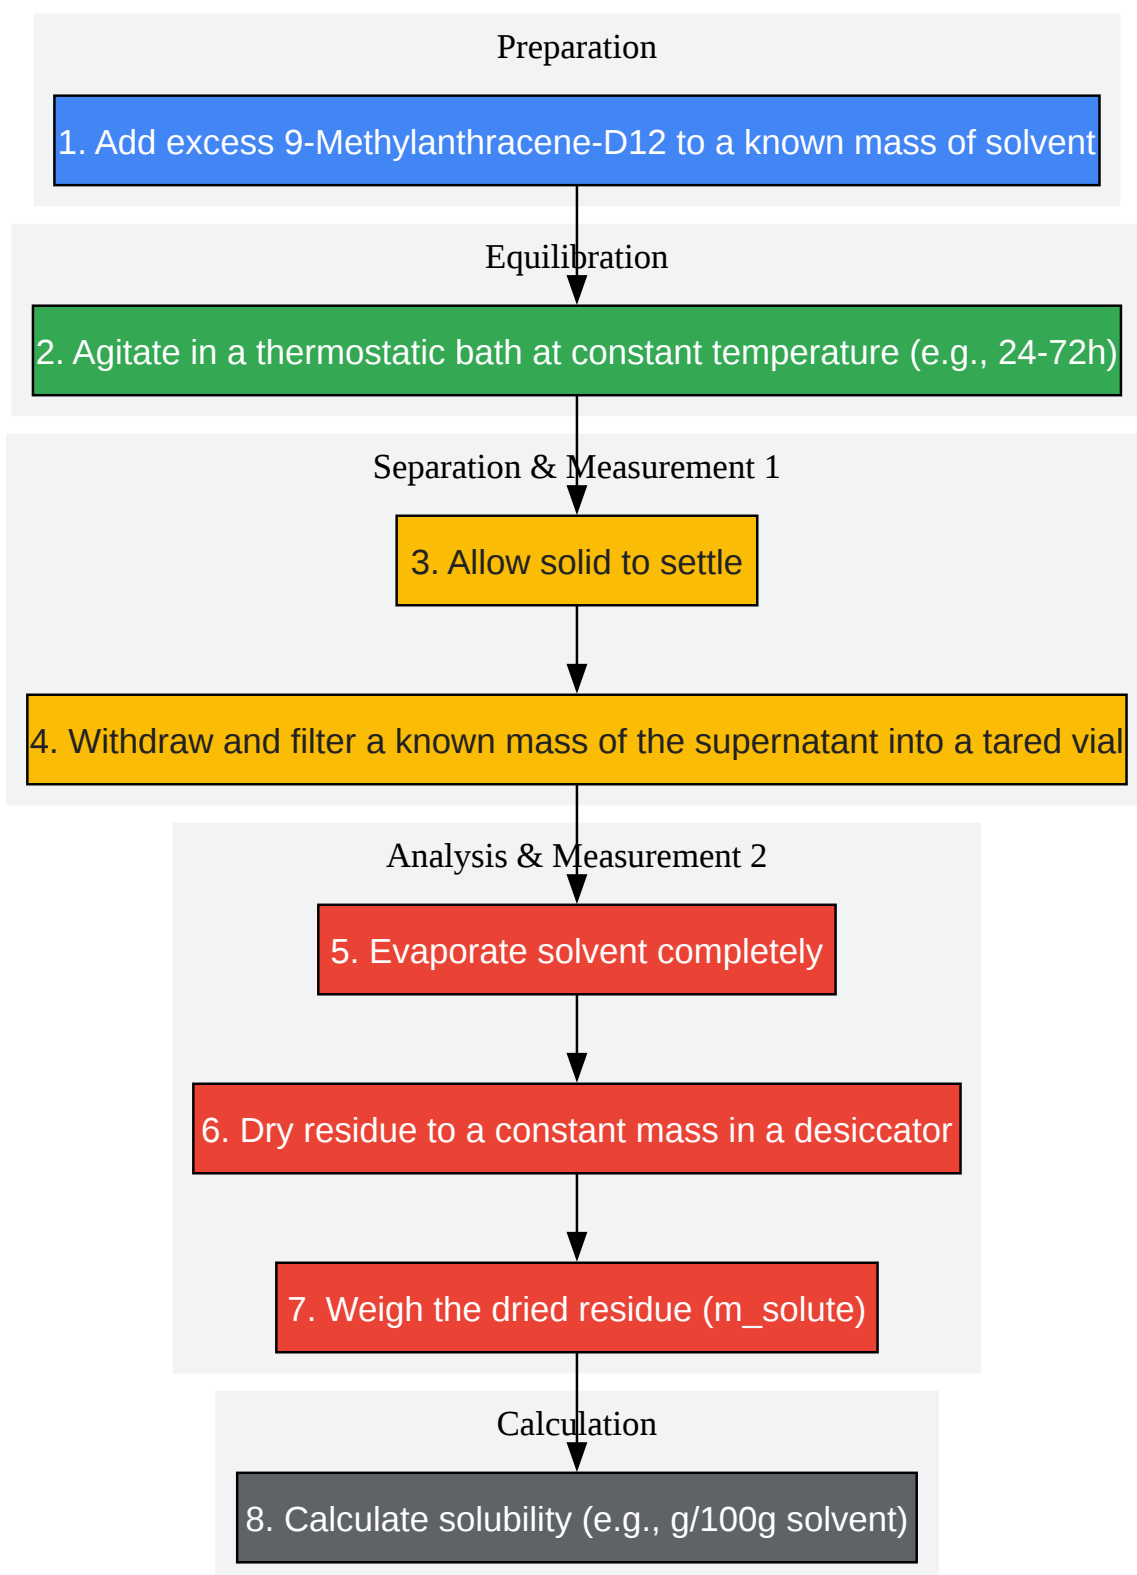 Preparation
1. Add excess 9-Methylanthracene-D12 to a known mass of solvent
Equilibration
2. Agitate in a thermostatic bath at constant temperature (e.g., 24-72h)
Separation & Measurement 1
3. Allow solid to settle
4. Withdraw and filter a known mass of the supernatant into a tared vial
Analysis & Measurement 2
5. Evaporate solvent completely
6. Dry residue to a constant mass in a desiccator
7. Weigh the dried residue (m_solute)
Calculation
8. Calculate solubility (e.g., g/100g solvent)